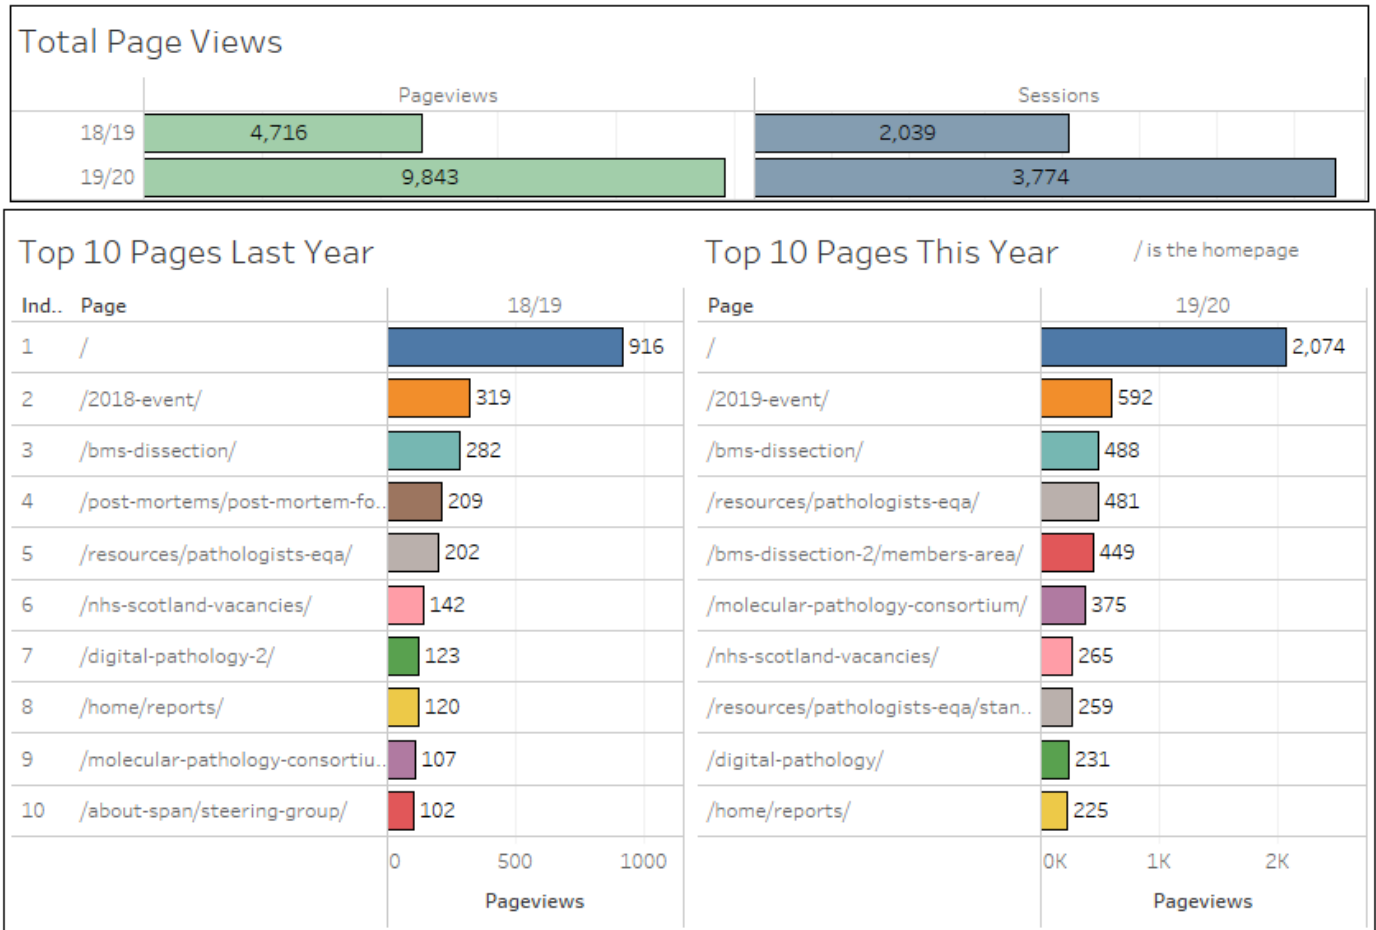 Total Page Views
Pageviews Sessions
18/19 4,716 2,039
19/20 9,843 3,774
Top 10 Pages Last Year
Ind.. Page 18/19
1 / 916
2 /2018-event/ 319
3 /bms-dissection/ 282
4 /post-mortems/post-mortem-fo.. 209
5 /resources/pathologists-eqa/ 202
6 /nhs-scotland-vacancies/ 142
7 /digital-pathology-2/ 123
8 /home/reports/ 120
9 /molecular-pathology-consortiu.. 107
10 /about-span/steering-group/ 102
0 500 1000
Pageviews
Top 10 Pages This Year / is the homepage
Page 19/20
/ 2,074
/2019-event/ 592
/bms-dissection/ 488
/resources/pathologists-eqa/ 481
/bms-dissection-2/members-area/ 449
/molecular-pathology-consortium/ 375
/nhs-scotland-vacancies/ 265
/resources/pathologists-eqa/stan.. 259
/digital-pathology/ 231
/home/reports/ 225
0K 1K 2K
Pageviews